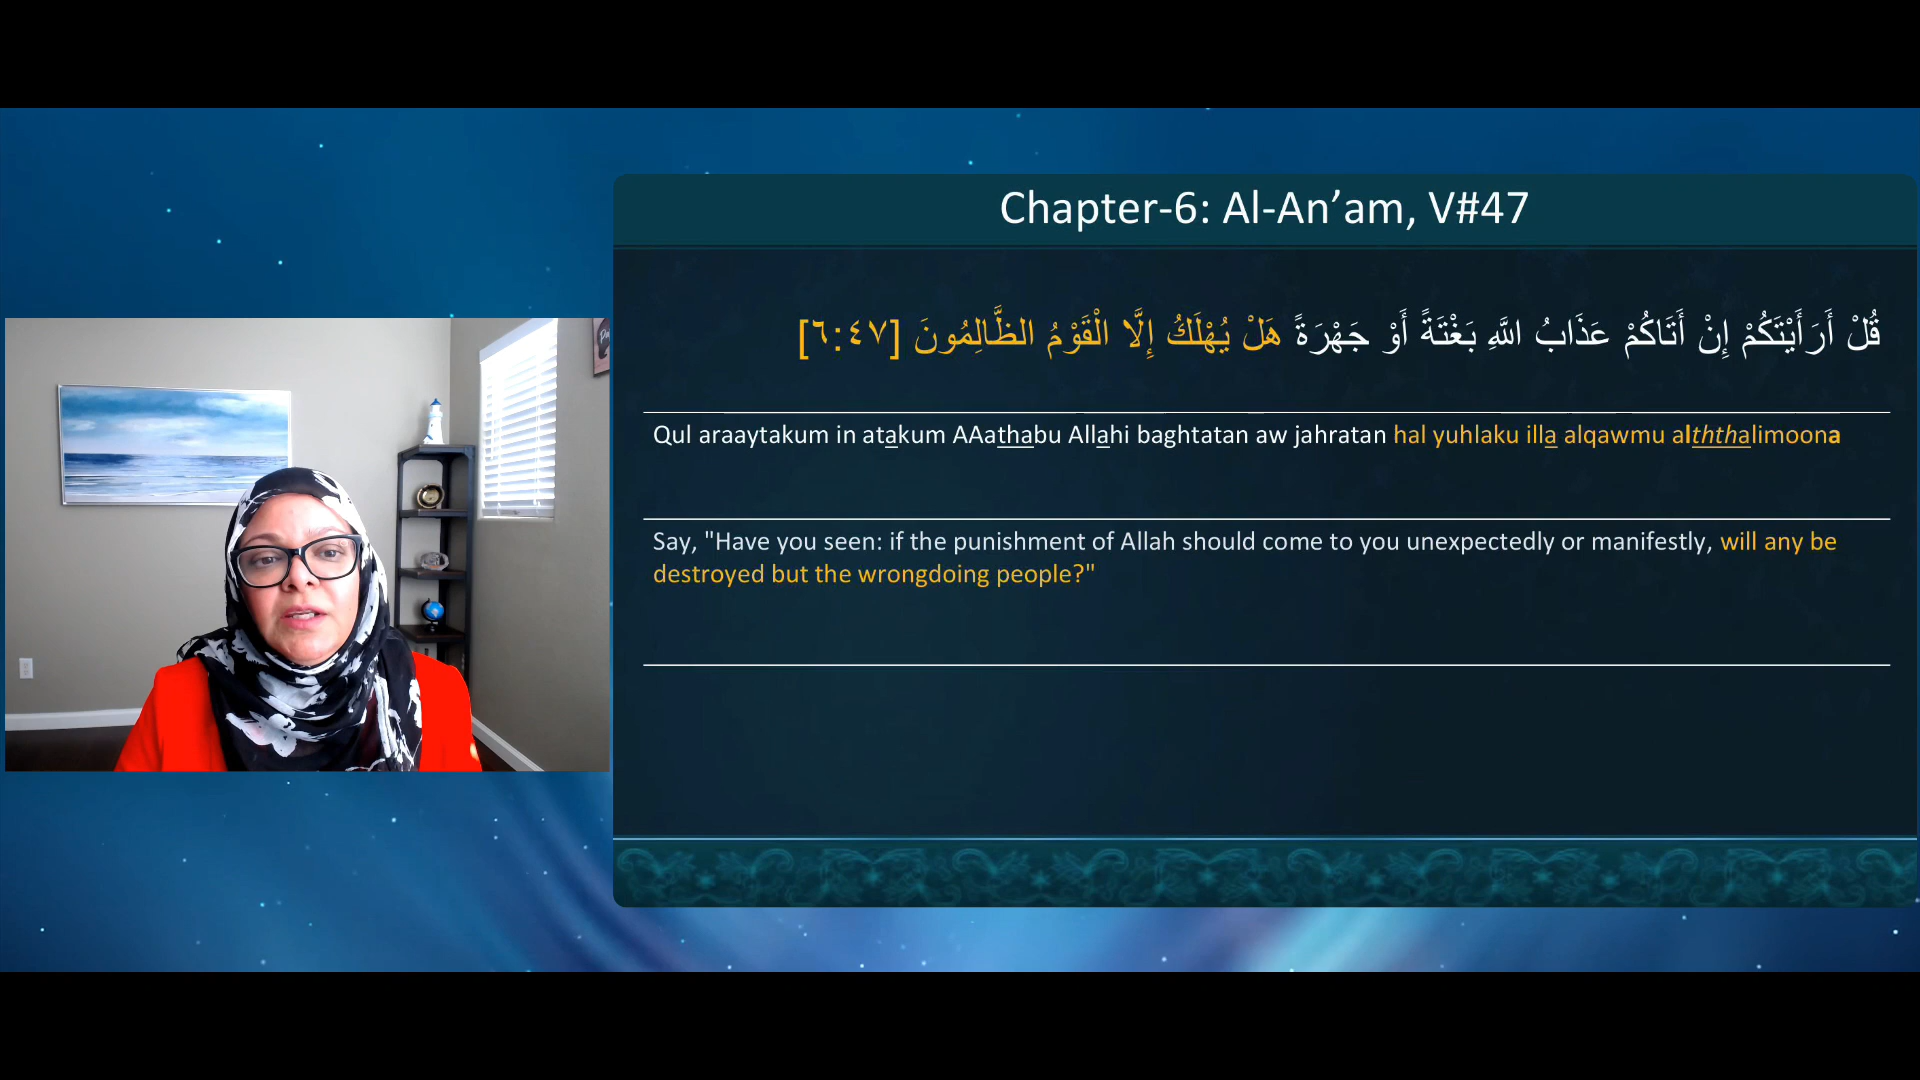 Chapter-6: Al-An’am, V#47
قُلْ أَرَأَيْتَكُمْ إِنْ أَتَاكُمْ عَذَابُ اللَّهِ بَغْتَةً أَوْ جَهْرَةً هَلْ يُهْلَكُ إِلَّا الْقَوْمُ الظَّالِمُونَ [٦:٤٧]
Qul araaytakum in atakum AAathabu Allahi baghtatan aw jahratan hal yuhlaku illa alqawmu alththalimoona
Say, "Have you seen: if the punishment of Allah should come to you unexpectedly or manifestly, will any be
destroyed but the wrongdoing people?"